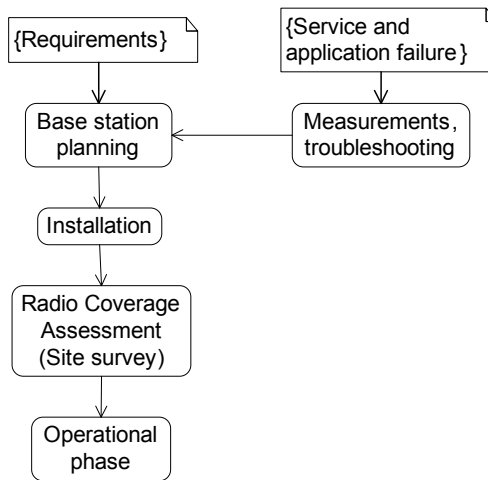 {Requirements}
{Service and
application failure}
Base station
planning
Measurements,
troubleshooting
Installation
Radio Coverage
Assessment
(Site survey)
Operational
phase